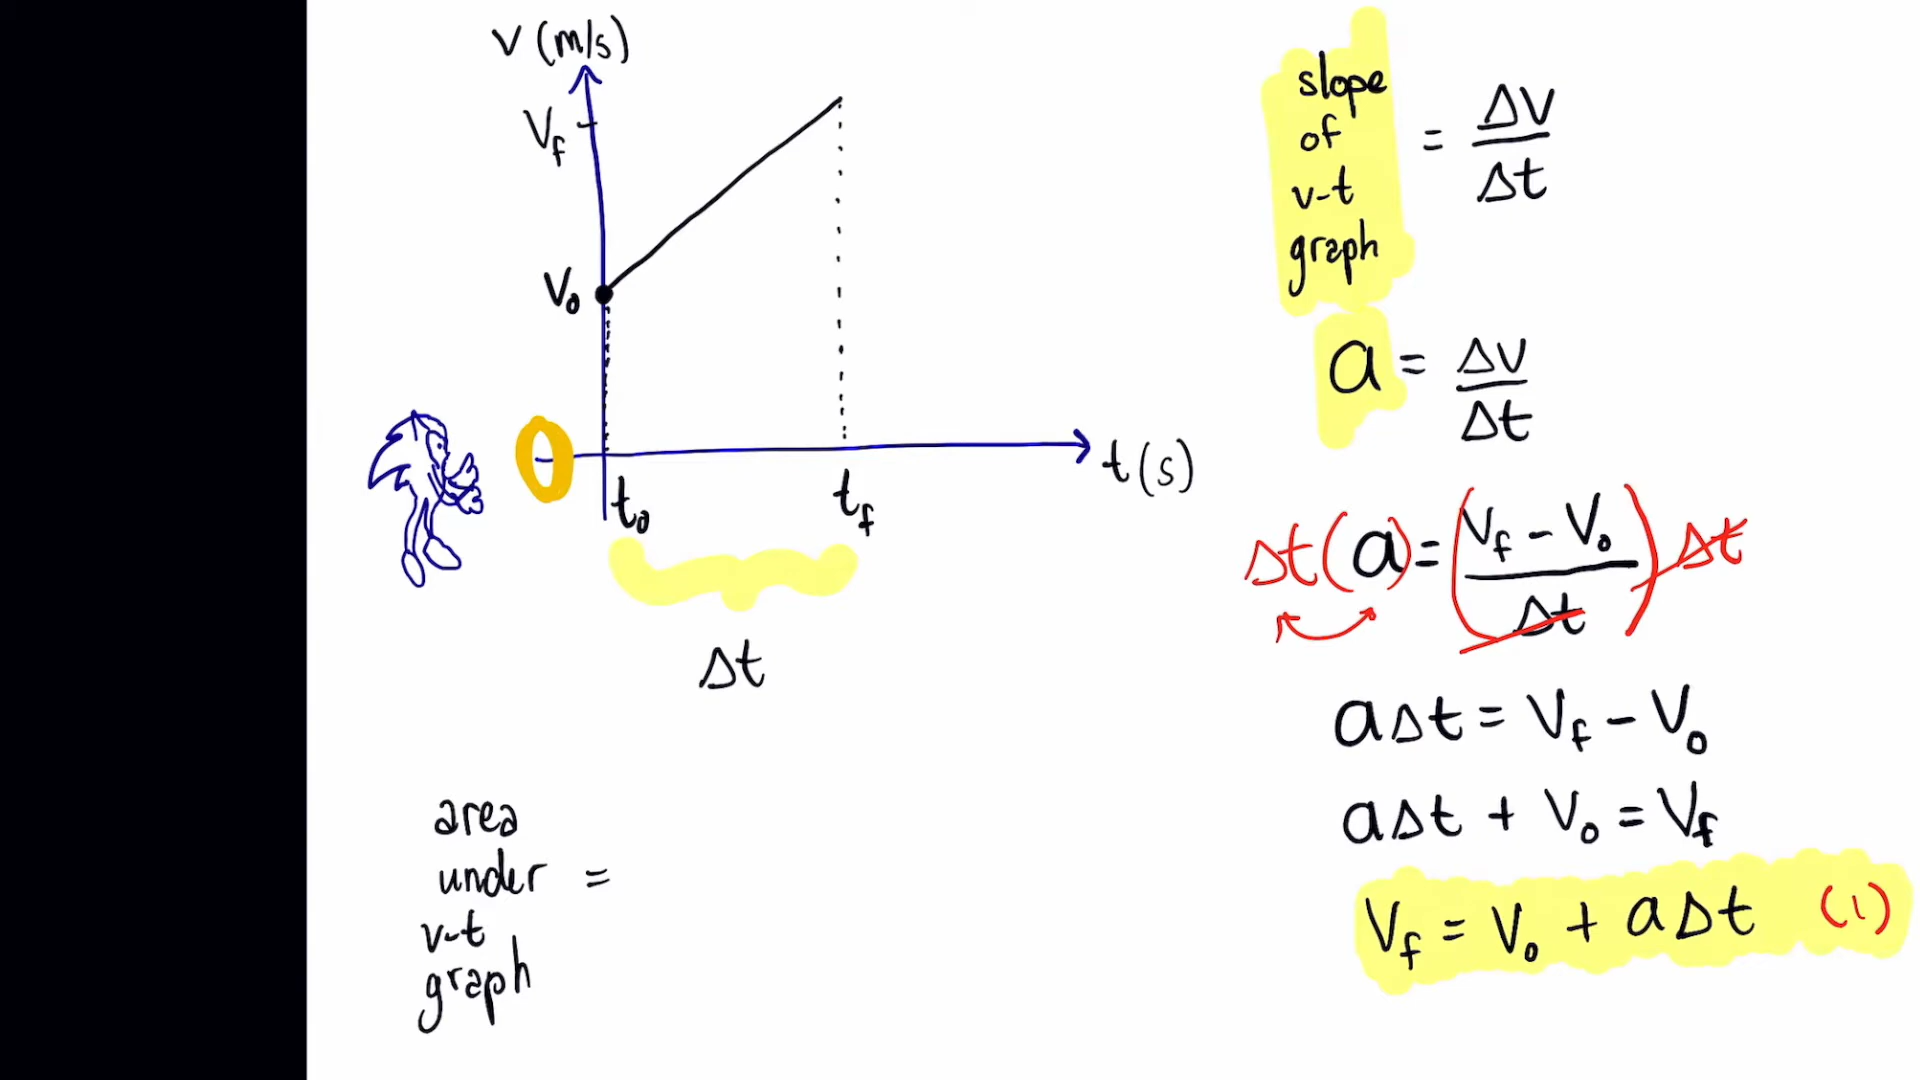 v (m/s)
Vf
V₀
t (s)
t₀ tf
Δt
area
under =
v-t
graph
slope
of
v-t
graph
= ΔV
Δt
a = ΔV
Δt
Δt(a) = (Vf - V₀) Δt
Δt
aΔt = Vf - V₀
aΔt + V₀ = Vf
Vf = V₀ + aΔt (1)